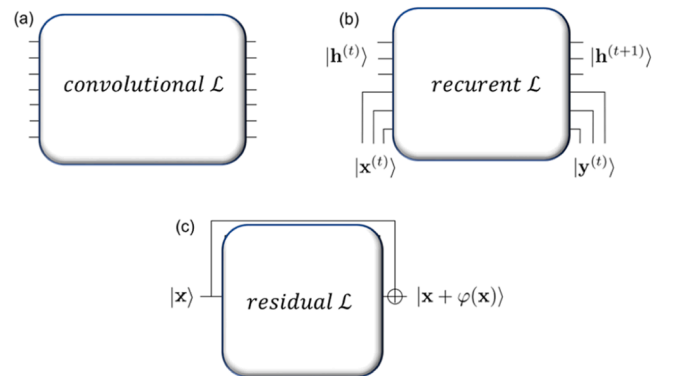 (a)
convolutional ℒ
(b)
|h⁽ᵗ⁾⟩
recurent ℒ
|h⁽ᵗ⁺¹⁾⟩
|x⁽ᵗ⁾⟩
|y⁽ᵗ⁾⟩
(c)
|x⟩
residual ℒ
|x + φ(x)⟩